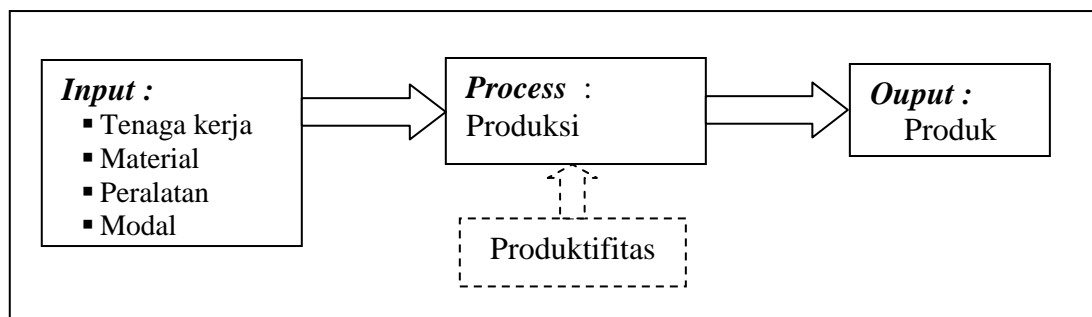 Input :
▪ Tenaga kerja
▪ Material
▪ Peralatan
▪ Modal
Process :
Produksi
Ouput :
Produk
Produktifitas